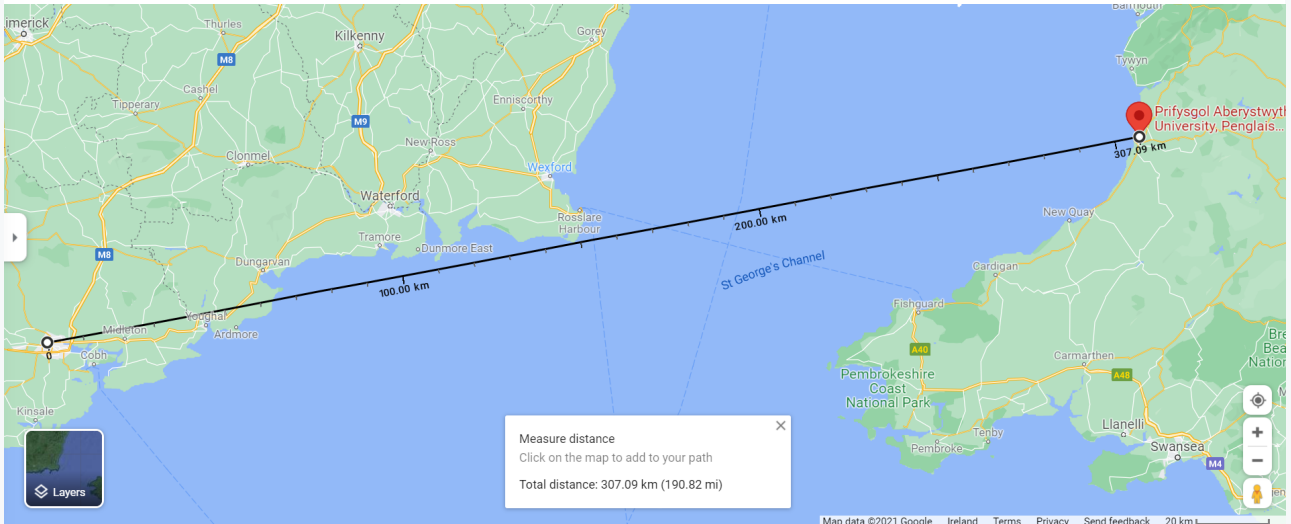 imerick
Thurles
Kilkenny
Gorey
Barmouth
M8
Tywyn
Cashel
Tipperary
Enniscorthy
M9
Prifysgol Aberystwyth
University, Penglais...
New Ross
307.09 km
Clonmel
Wexford
Waterford
Rosslare
Harbour
200.00 km
New Quay
Tramore
Dunmore East
M8
Dungarvan
St George's Channel
Cardigan
100.00 km
Fishguard
Youghal
Midleton
Ardmore
0
Cobh
A40
Carmarthen
Bre
Bea
Nation
Pembrokeshire
Coast
National Park
A48
Kinsale
Measure distance
Click on the map to add to your path
Total distance: 307.09 km (190.82 mi)
Tenby
Pembroke
Llanelli
Swansea
M4
Layers
Map data ©2021 Google Ireland Terms Privacy Send feedback 20 km